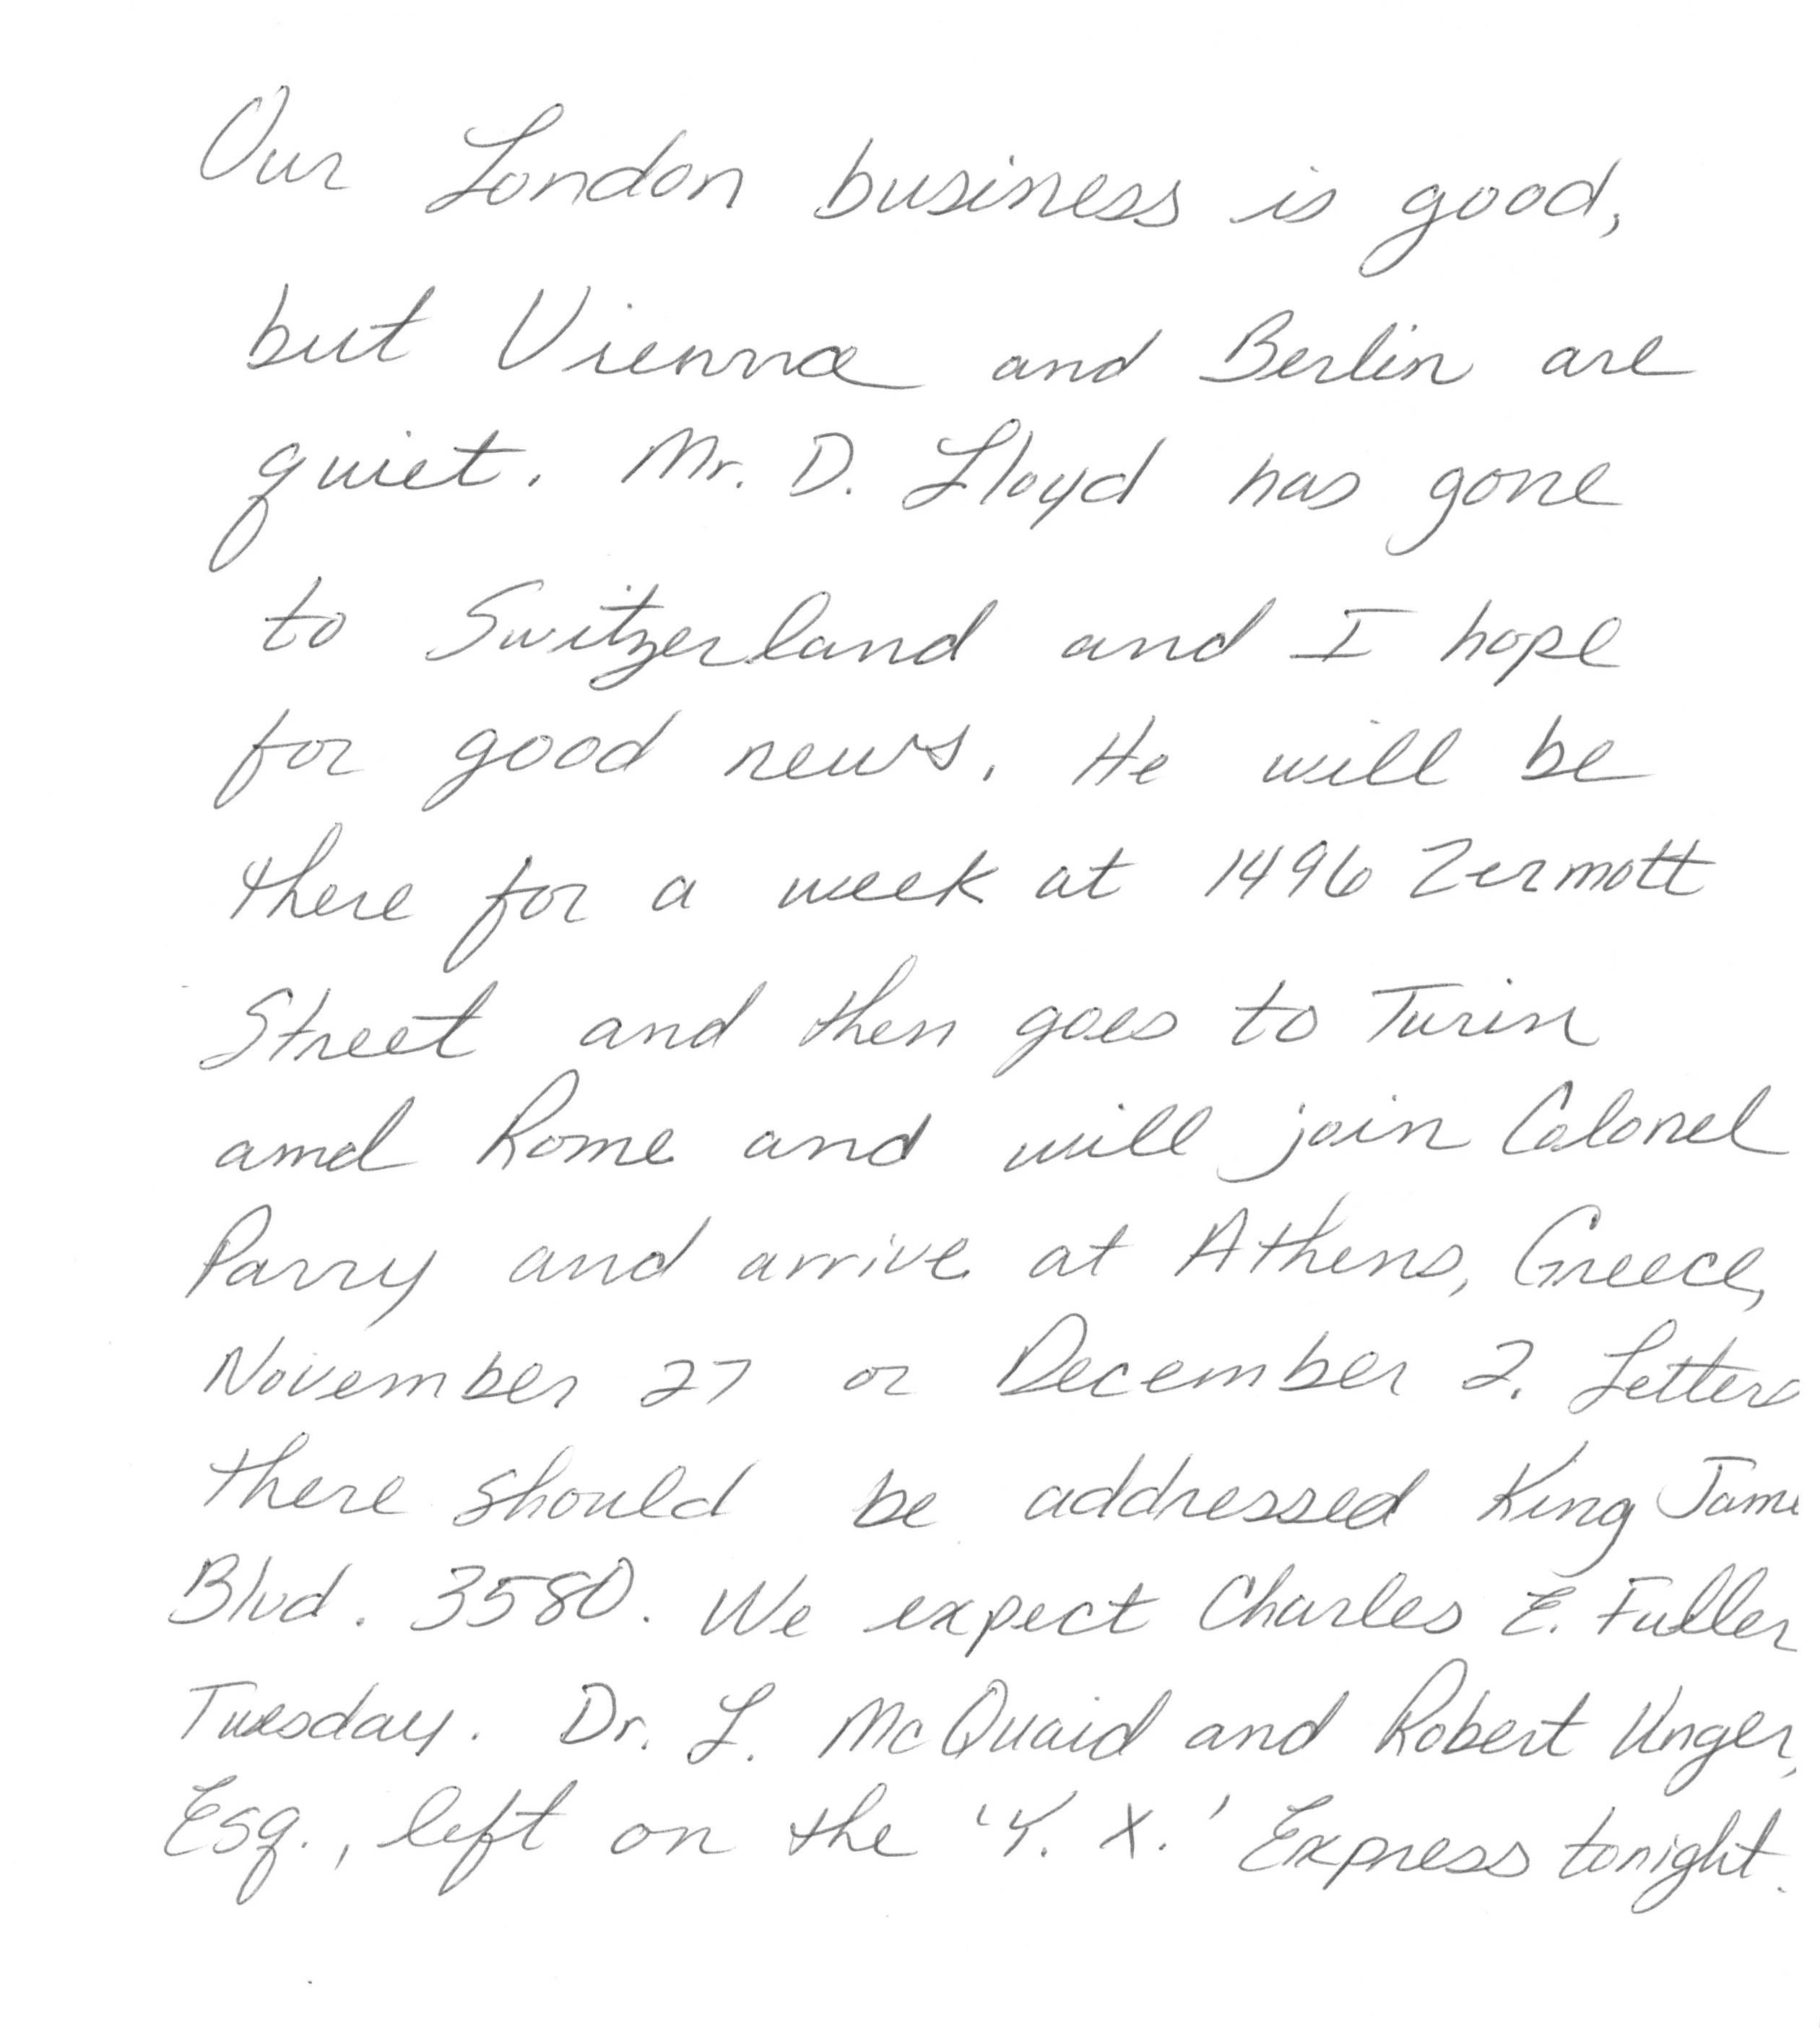 Our London business is good,
but Vienna and Berlin are
quiet. Mr. D. Lloyd has gone
to Switzerland and I hope
for good news. He will be
there for a week at 1496 Zermott
Street and then goes to Turin
amd Rome and will join Colonel
Parry and arrive at Athens, Greece,
November 27 or December 2. Letters
there should be addressed King Jame
Blvd. 3580. We expect Charles E. Fuller
Tuesday. Dr. L. McQuaid and Robert Unger,
Esq., left on the 'Y. X.' Express tonight.